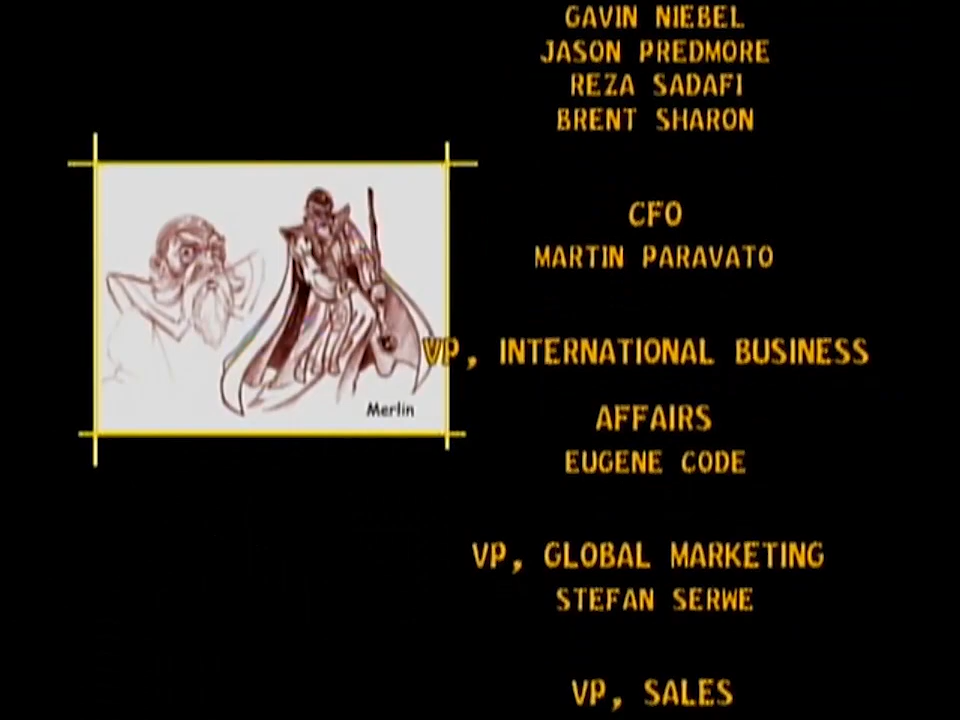 GAVIN NIEBEL
JASON PREDMORE
REZA SADAFI
BRENT SHARON
CFO
MARTIN PARAVATO
VP, INTERNATIONAL BUSINESS
AFFAIRS
EUGENE CODE
Merlin
VP, GLOBAL MARKETING
STEFAN SERWE
VP, SALES